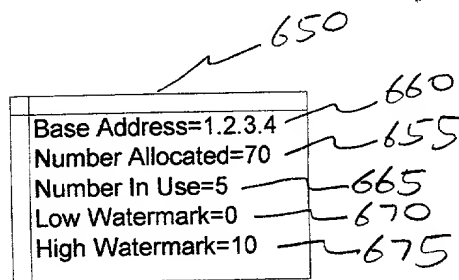 650
Base Address=1.2.3.4 660
Number Allocated=70 655
Number In Use=5 665
Low Watermark=0 670
High Watermark=10 675